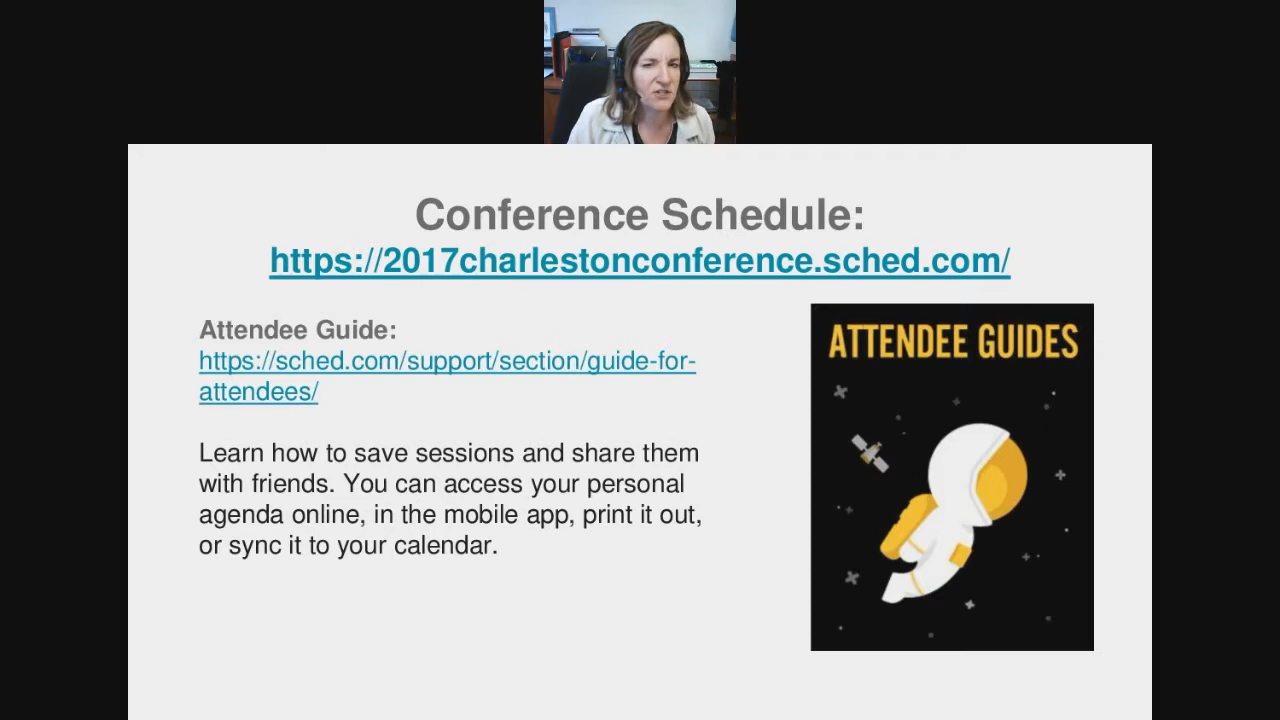 Conference Schedule:
https://2017charlestonconference.sched.com/
Attendee Guide:
https://sched.com/support/section/guide-for-
attendees/
Learn how to save sessions and share them
with friends. You can access your personal
agenda online, in the mobile app, print it out,
or sync it to your calendar.
ATTENDEE GUIDES